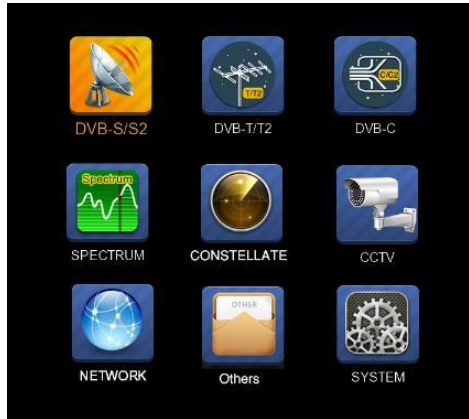 T/T2
C/C2
DVB-S/S2
DVB-T/T2
DVB-C
Spectrum
SPECTRUM
CONSTELLATE
CCTV
OTHER
NETWORK
Others
SYSTEM